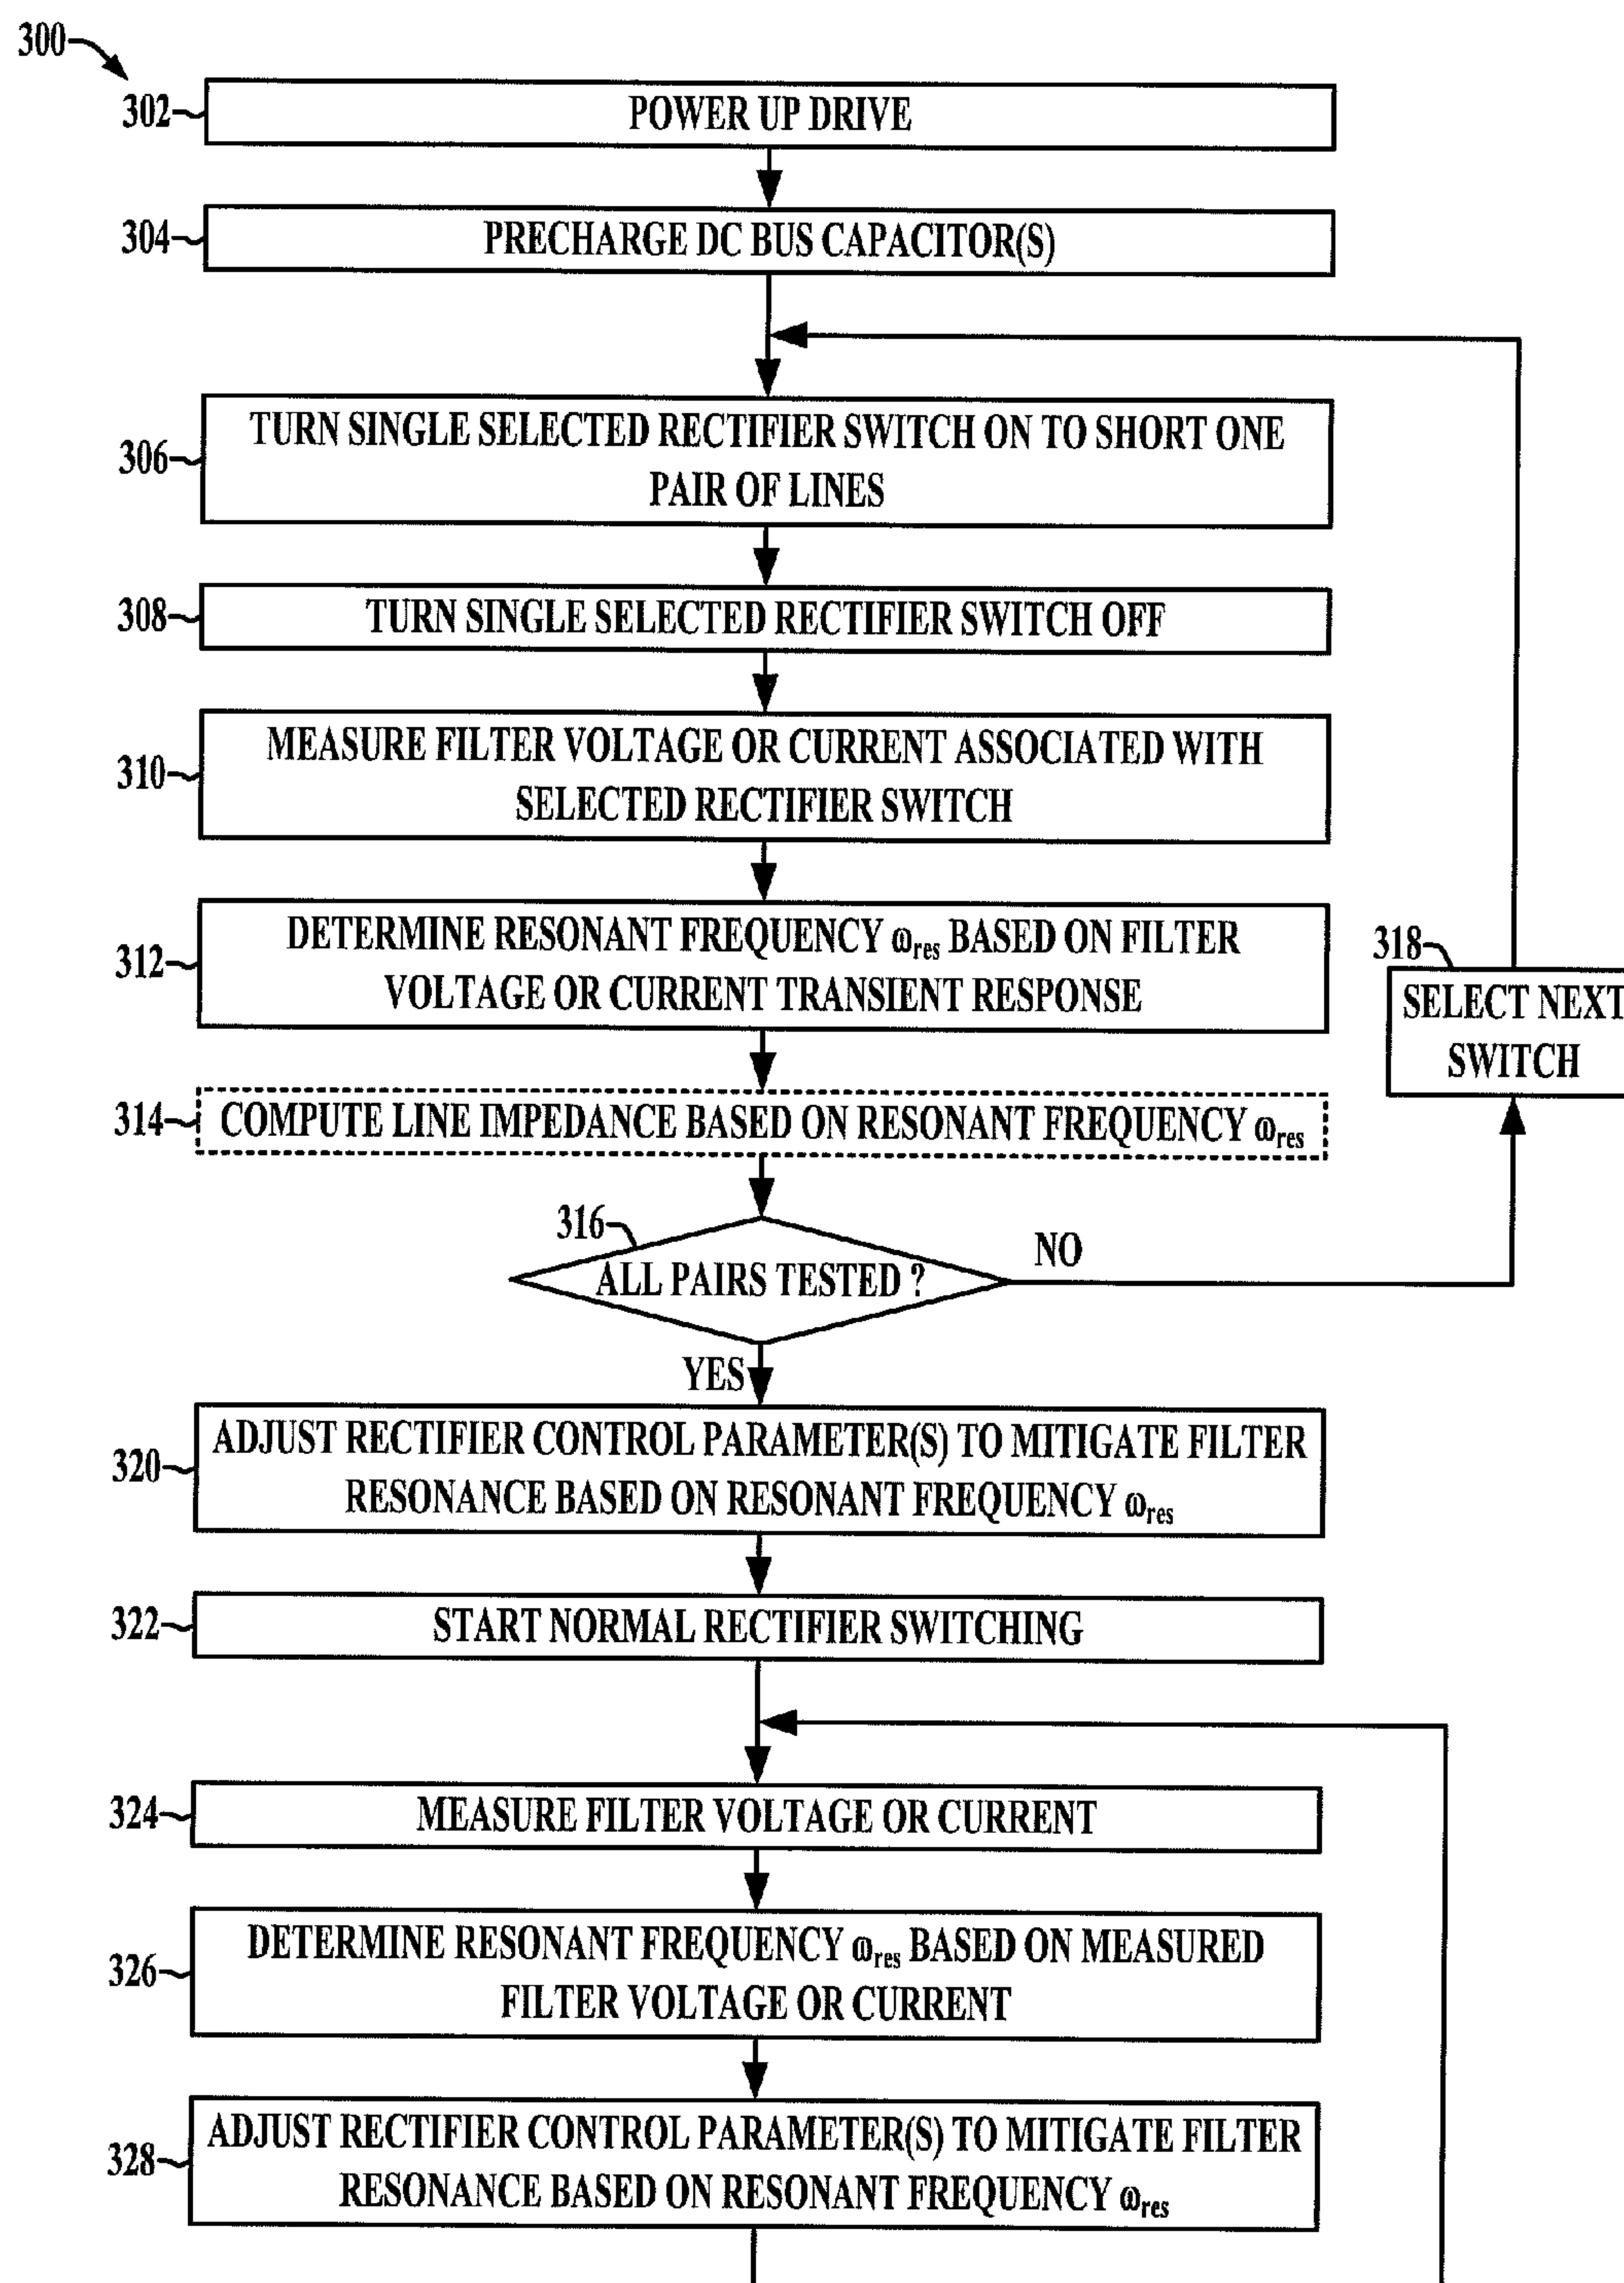 300
302
POWER UP DRIVE
304
PRECHARGE DC BUS CAPACITOR(S)
306
TURN SINGLE SELECTED RECTIFIER SWITCH ON TO SHORT ONE
PAIR OF LINES
308
TURN SINGLE SELECTED RECTIFIER SWITCH OFF
310
MEASURE FILTER VOLTAGE OR CURRENT ASSOCIATED WITH
SELECTED RECTIFIER SWITCH
312
DETERMINE RESONANT FREQUENCY ωres BASED ON FILTER
VOLTAGE OR CURRENT TRANSIENT RESPONSE
318
SELECT NEXT
SWITCH
314
COMPUTE LINE IMPEDANCE BASED ON RESONANT FREQUENCY ωres
316
ALL PAIRS TESTED ?
NO
YES
320
ADJUST RECTIFIER CONTROL PARAMETER(S) TO MITIGATE FILTER
RESONANCE BASED ON RESONANT FREQUENCY ωres
322
START NORMAL RECTIFIER SWITCHING
324
MEASURE FILTER VOLTAGE OR CURRENT
326
DETERMINE RESONANT FREQUENCY ωres BASED ON MEASURED
FILTER VOLTAGE OR CURRENT
328
ADJUST RECTIFIER CONTROL PARAMETER(S) TO MITIGATE FILTER
RESONANCE BASED ON RESONANT FREQUENCY ωres